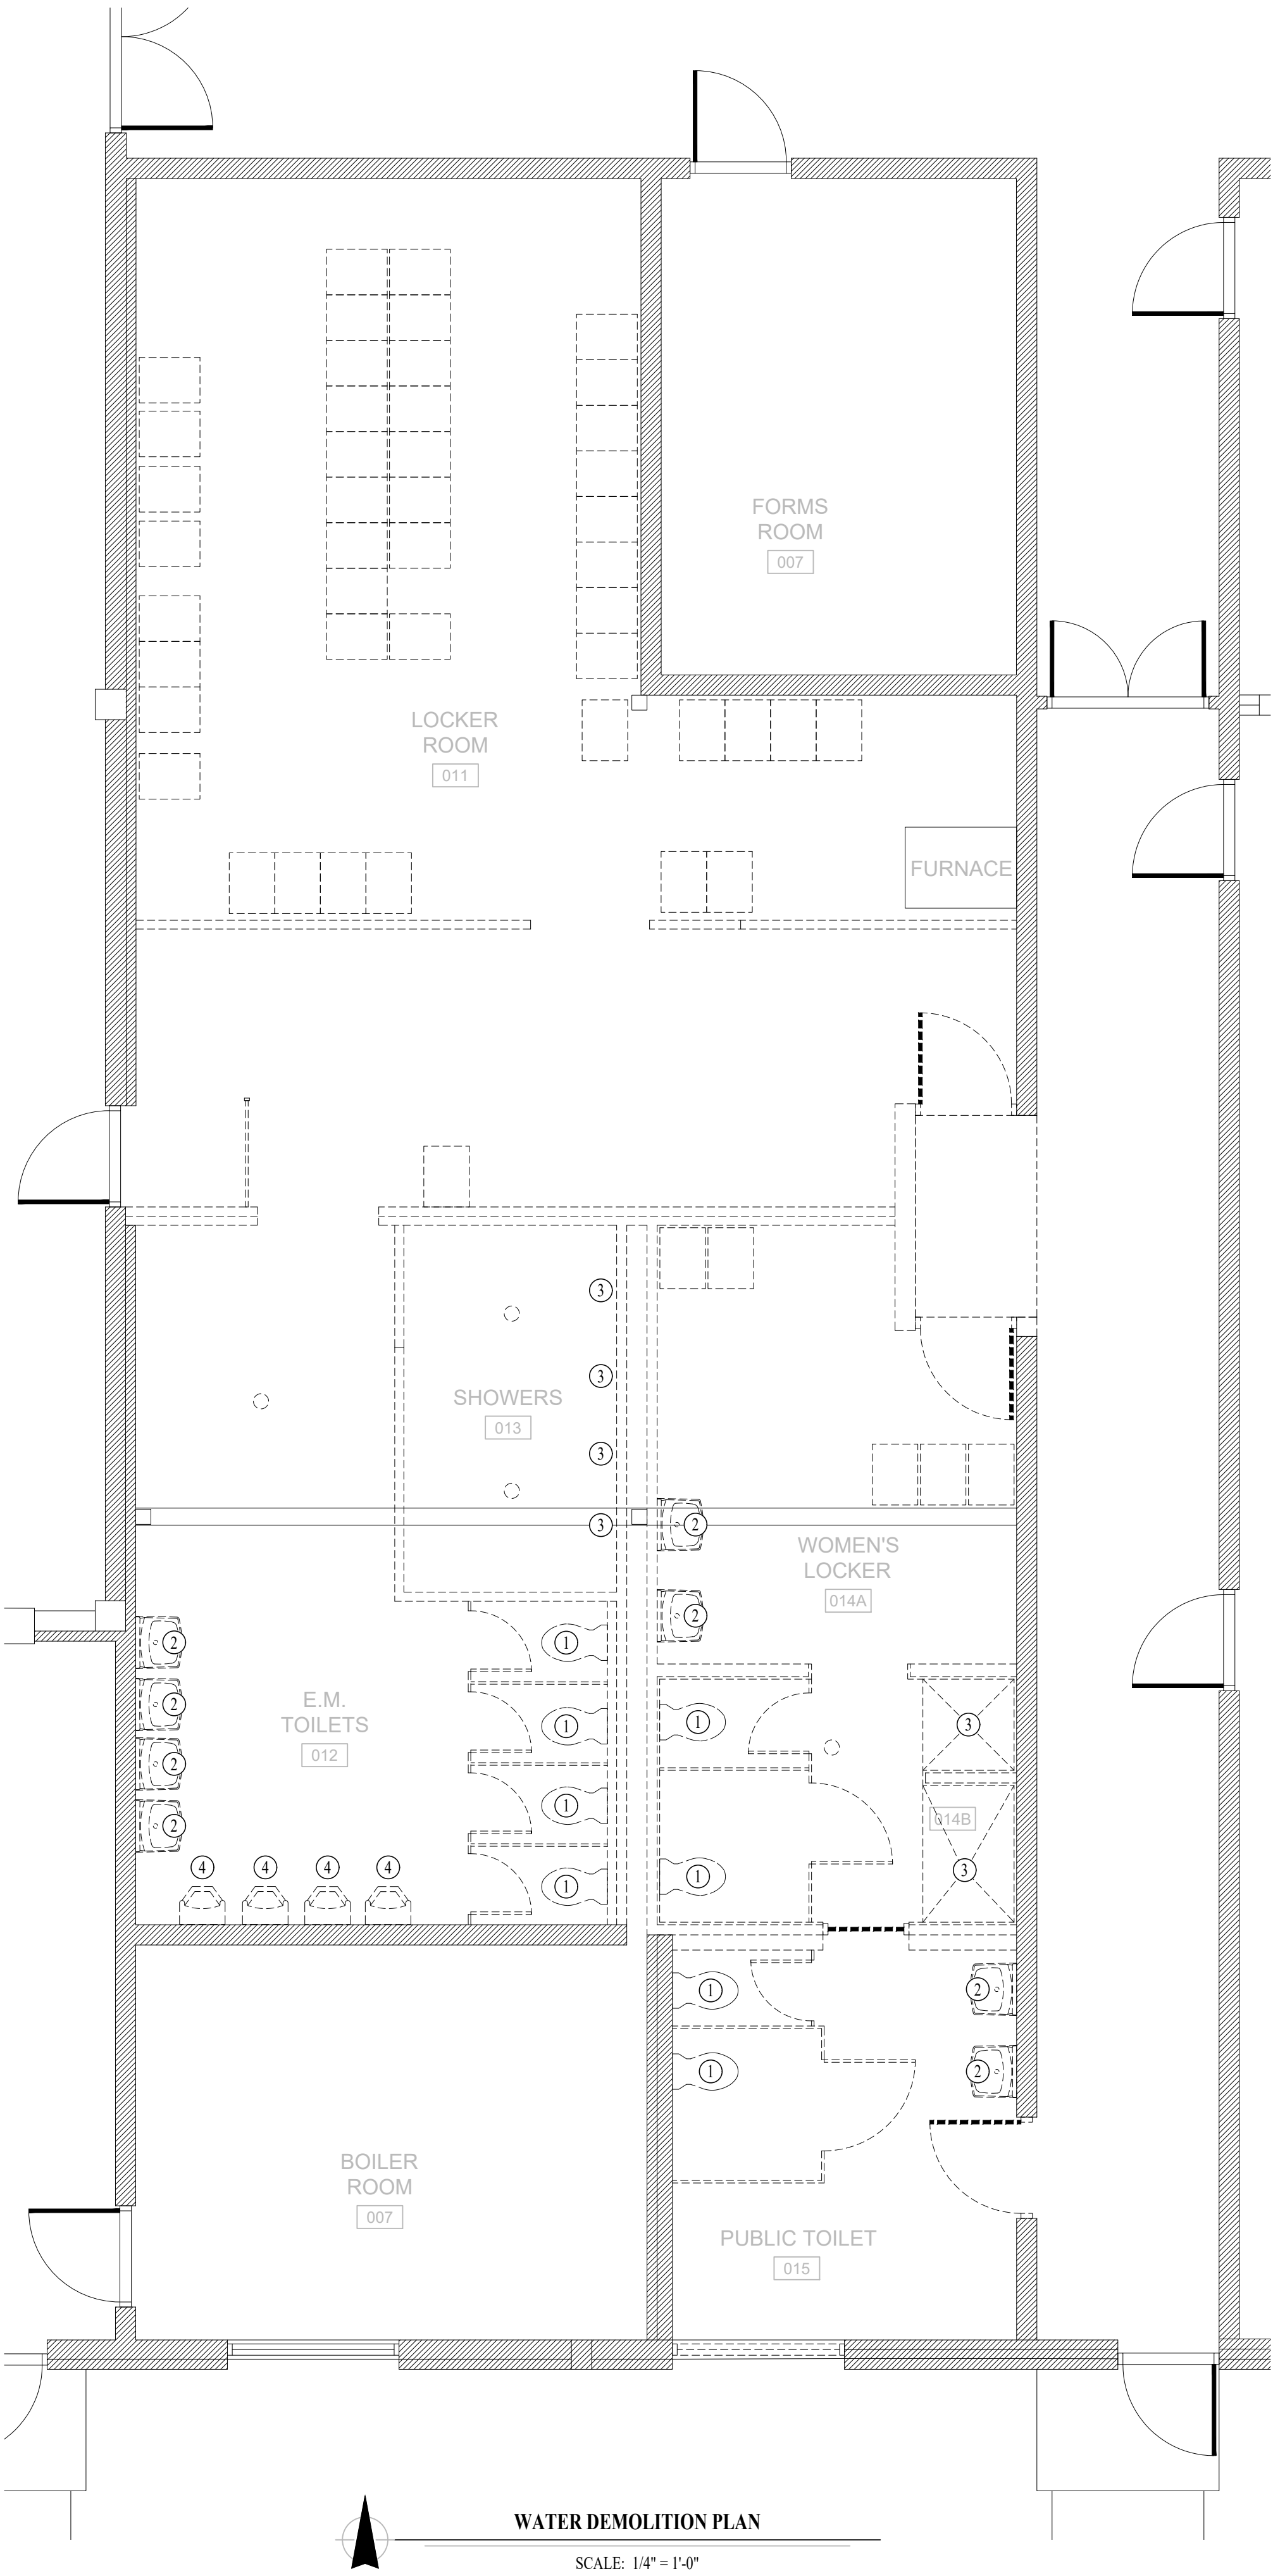 FORMS
ROOM
007
LOCKER
ROOM
011
FURNACE
3
3
SHOWERS
013
3
3
2
WOMEN'S
LOCKER
014A
2
2
1
E.M.
TOILETS
012
2
1
1
3
2
1
2
014B
4
4
4
4
1
1
3
1
2
1
2
BOILER
ROOM
007
PUBLIC TOILET
015
WATER DEMOLITION PLAN
SCALE: 1/4" = 1'-0"